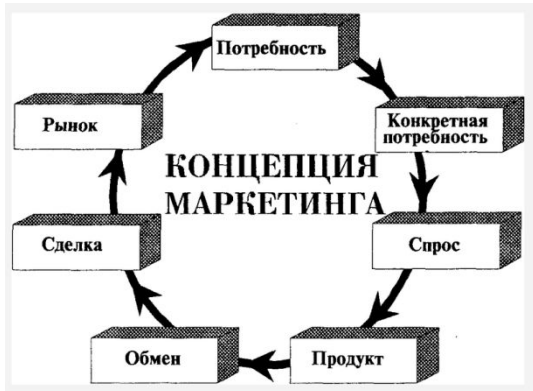 Потребность
Конкретная
потребность
Спрос
Продукт
Обмен
Сделка
Рынок
КОНЦЕПЦИЯ
МАРКЕТИНГА